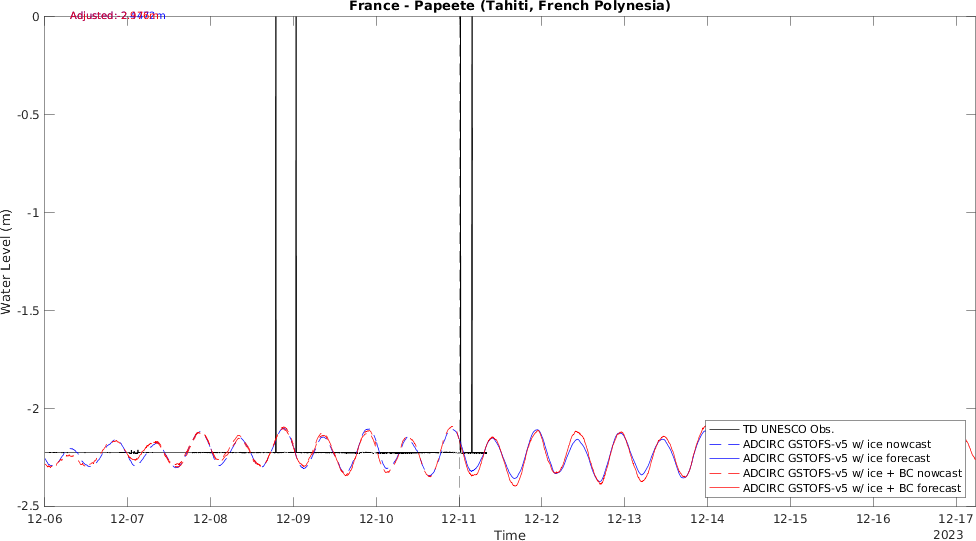 France - Papeete (Tahiti, French Polynesia)
Adjusted:
0
-0.5
-1
-1.5
-2
-2.5
Water Level (m)
TD UNESCO Obs.
ADCIRC GSTOFS-v5 w/ ice nowcast
ADCIRC GSTOFS-v5 w/ ice forecast
ADCIRC GSTOFS-v5 w/ ice + BC nowcast
ADCIRC GSTOFS-v5 w/ ice + BC forecast
12-06 12-07 12-08 12-09 12-10 12-11 12-12 12-13 12-14 12-15 12-16 12-17
Time
2023